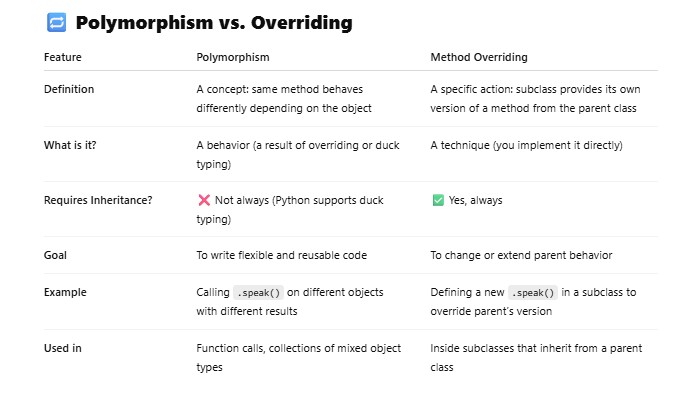 🔁 Polymorphism vs. Overriding
Feature Polymorphism Method Overriding
Definition A concept: same method behaves differently depending on the object A specific action: subclass provides its own version of a method from the parent class
What is it? A behavior (a result of overriding or duck typing) A technique (you implement it directly)
Requires Inheritance? ❌ Not always (Python supports duck typing) ✅ Yes, always
Goal To write flexible and reusable code To change or extend parent behavior
Example Calling .speak() on different objects with different results Defining a new .speak() in a subclass to override parent's version
Used in Function calls, collections of mixed object types Inside subclasses that inherit from a parent class